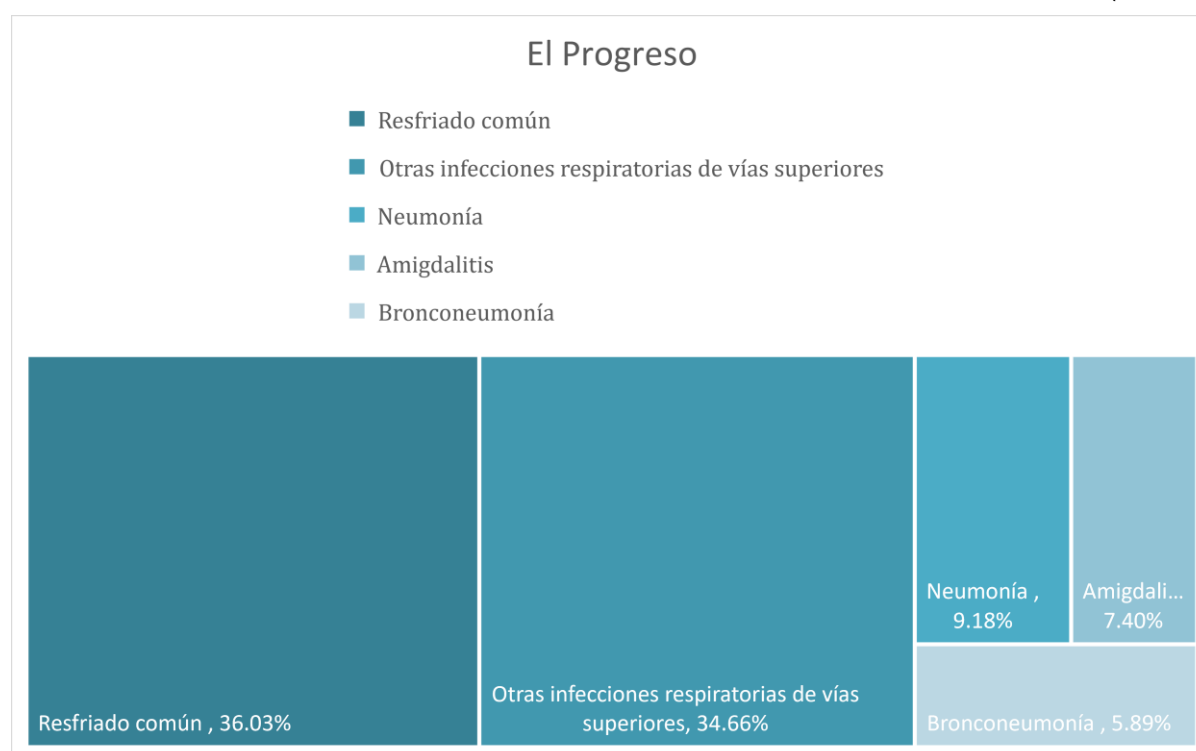 El Progreso
Resfriado común
Otras infecciones respiratorias de vías superiores
Neumonía
Amigdalitis
Bronconeumonía
Resfriado común , 36.03%
Otras infecciones respiratorias de vías
superiores, 34.66%
Neumonía ,
9.18%
Amigdali...
7.40%
Bronconeumonía , 5.89%